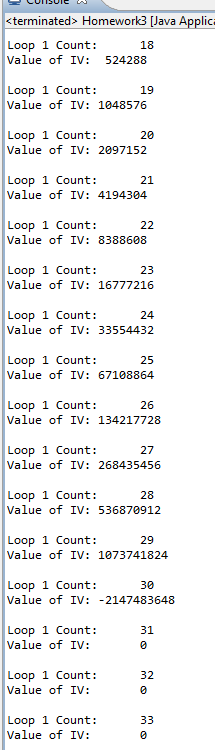 Console
<terminated> Homework3 [Java Applica
Loop 1 Count: 18
Value of IV: 524288
Loop 1 Count: 19
Value of IV: 1048576
Loop 1 Count: 20
Value of IV: 2097152
Loop 1 Count: 21
Value of IV: 4194304
Loop 1 Count: 22
Value of IV: 8388608
Loop 1 Count: 23
Value of IV: 16777216
Loop 1 Count: 24
Value of IV: 33554432
Loop 1 Count: 25
Value of IV: 67108864
Loop 1 Count: 26
Value of IV: 134217728
Loop 1 Count: 27
Value of IV: 268435456
Loop 1 Count: 28
Value of IV: 536870912
Loop 1 Count: 29
Value of IV: 1073741824
Loop 1 Count: 30
Value of IV: -2147483648
Loop 1 Count: 31
Value of IV: 0
Loop 1 Count: 32
Value of IV: 0
Loop 1 Count: 33
Value of IV: 0